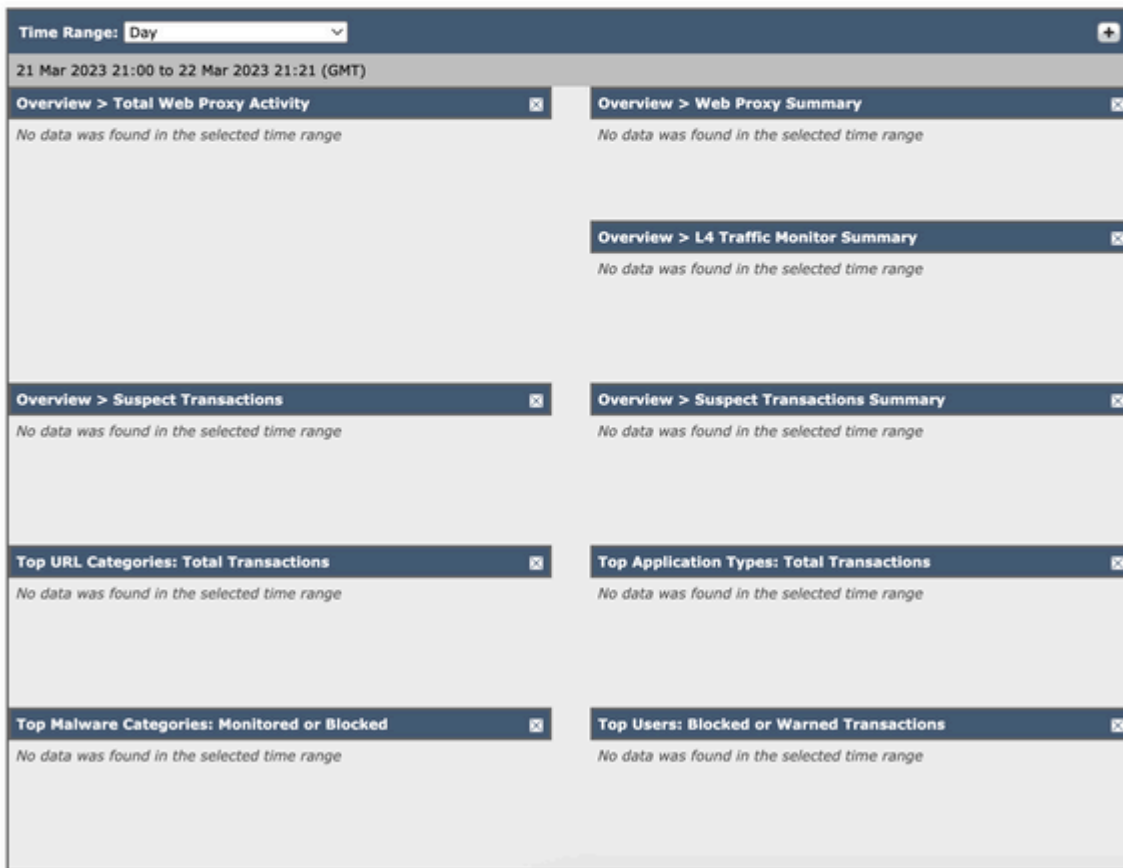 Time Range: Day
21 Mar 2023 21:00 to 22 Mar 2023 21:21 (GMT)
Overview > Total Web Proxy Activity
No data was found in the selected time range
Overview > Web Proxy Summary
No data was found in the selected time range
Overview > L4 Traffic Monitor Summary
No data was found in the selected time range
Overview > Suspect Transactions
No data was found in the selected time range
Overview > Suspect Transactions Summary
No data was found in the selected time range
Top URL Categories: Total Transactions
No data was found in the selected time range
Top Application Types: Total Transactions
No data was found in the selected time range
Top Malware Categories: Monitored or Blocked
No data was found in the selected time range
Top Users: Blocked or Warned Transactions
No data was found in the selected time range